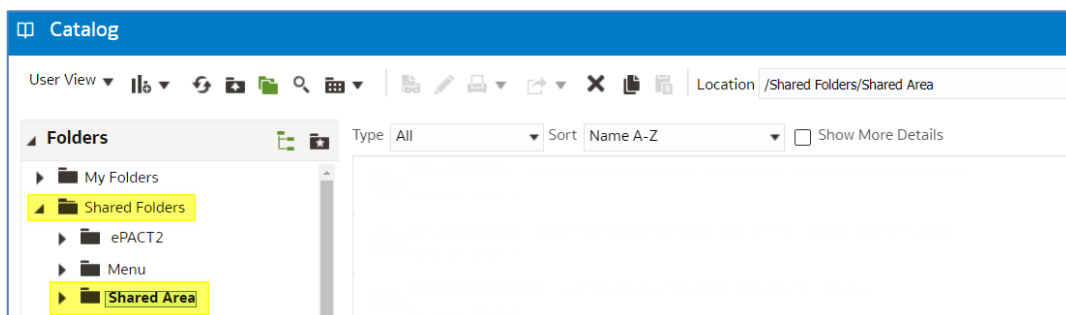 Catalog
User View Location /Shared Folders/Shared Area
Folders Type All Sort Name A-Z Show More Details
My Folders
Shared Folders
ePACT2
Menu
Shared Area